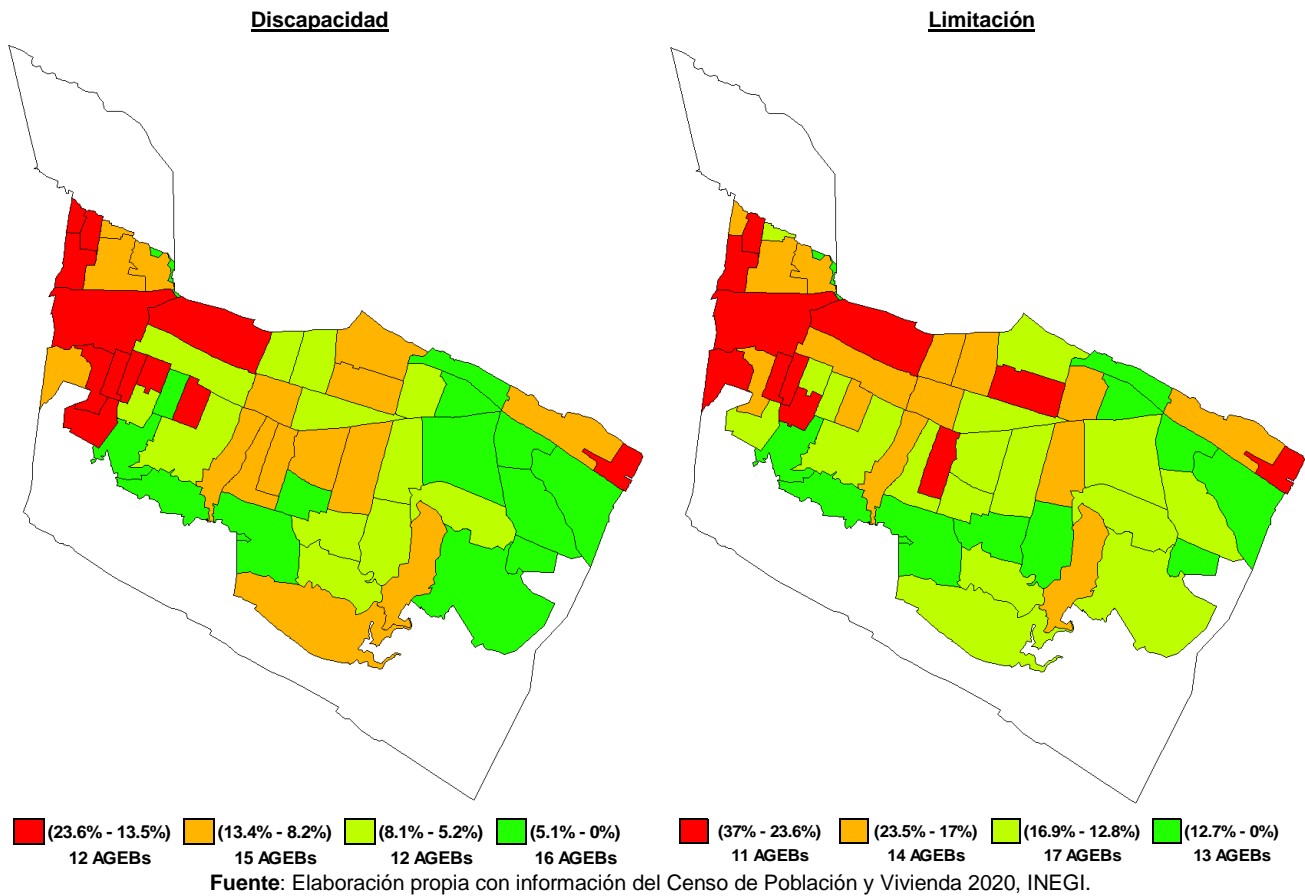 Discapacidad
Limitación
(23.6% - 13.5%) (13.4% - 8.2%) (8.1% - 5.2%) (5.1% - 0%)
12 AGEBs 15 AGEBs 12 AGEBs 16 AGEBs
(37% - 23.6%) (23.5% - 17%) (16.9% - 12.8%) (12.7% - 0%)
11 AGEBs 14 AGEBs 17 AGEBs 13 AGEBs
Fuente: Elaboración propia con información del Censo de Población y Vivienda 2020, INEGI.